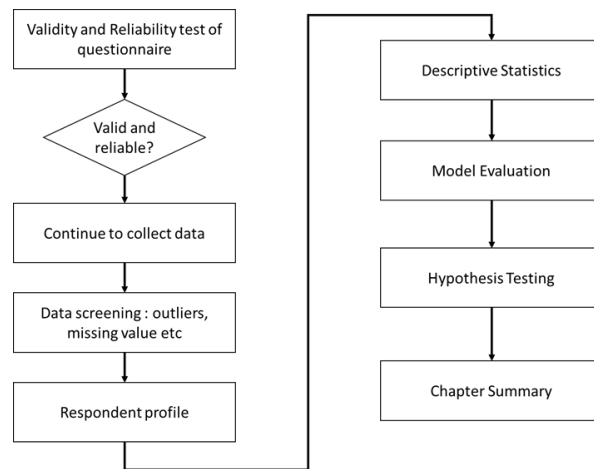 Validity and Reliability test of
questionnaire
Valid and
reliable?
Continue to collect data
Data screening : outliers,
missing value etc
Respondent profile
Descriptive Statistics
Model Evaluation
Hypothesis Testing
Chapter Summary